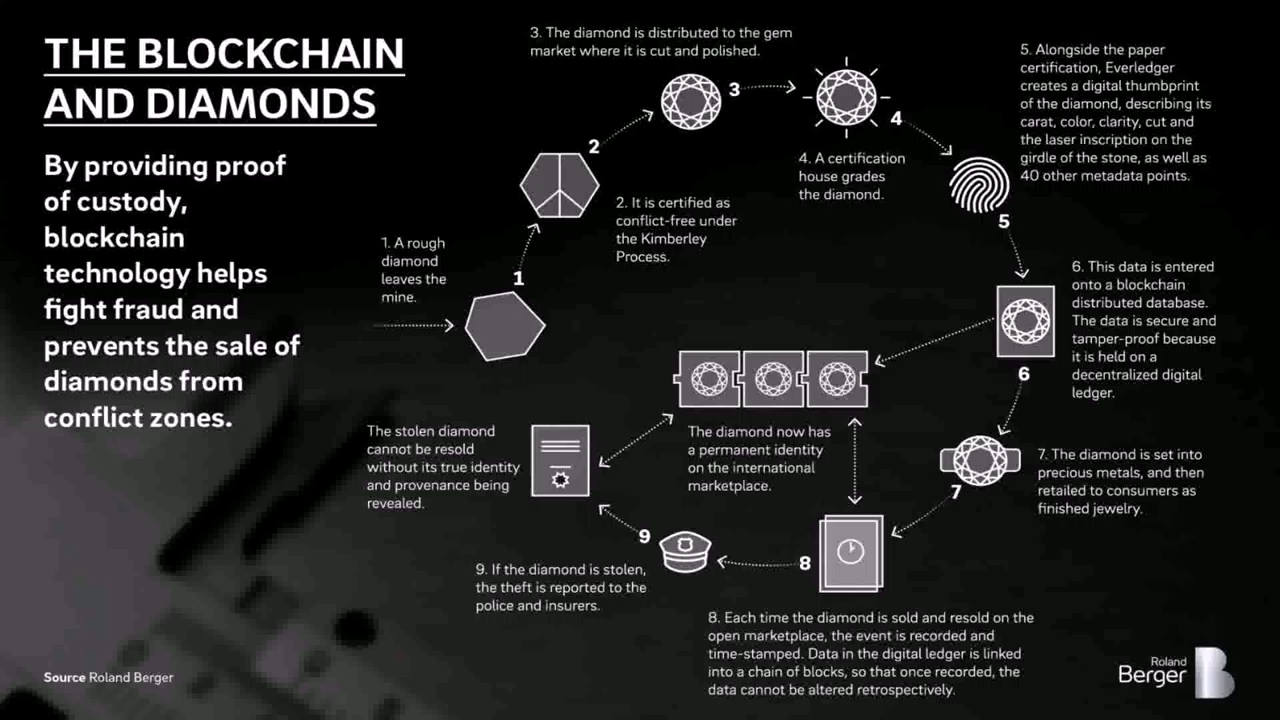 THE BLOCKCHAIN
AND DIAMONDS
By providing proof
of custody,
blockchain
technology helps
fight fraud and
prevents the sale of
diamonds from
conflict zones.
1. A rough
diamond
leaves the
mine.
1
2
2. It is certified as
conflict-free under
the Kimberley
Process.
3. The diamond is distributed to the gem
market where it is cut and polished.
3
4
4. A certification
house grades
the diamond.
5. Alongside the paper
certification, Everledger
creates a digital thumbprint
of the diamond, describing its
carat, color, clarity, cut and
the laser inscription on the
girdle of the stone, as well as
40 other metadata points.
5
6. This data is entered
onto a blockchain
distributed database.
The data is secure and
tamper-proof because
it is held on a
decentralized digital
ledger.
6
The diamond now has
a permanent identity
on the international
marketplace.
7. The diamond is set into
precious metals, and then
retailed to consumers as
finished jewelry.
7
8
8. Each time the diamond is sold and resold on the
open marketplace, the event is recorded and
time-stamped. Data in the digital ledger is linked
into a chain of blocks, so that once recorded, the
data cannot be altered retrospectively.
9
9. If the diamond is stolen,
the theft is reported to the
police and insurers.
The stolen diamond
cannot be resold
without its true identity
and provenance being
revealed.
Source Roland Berger
Roland
Berger
B